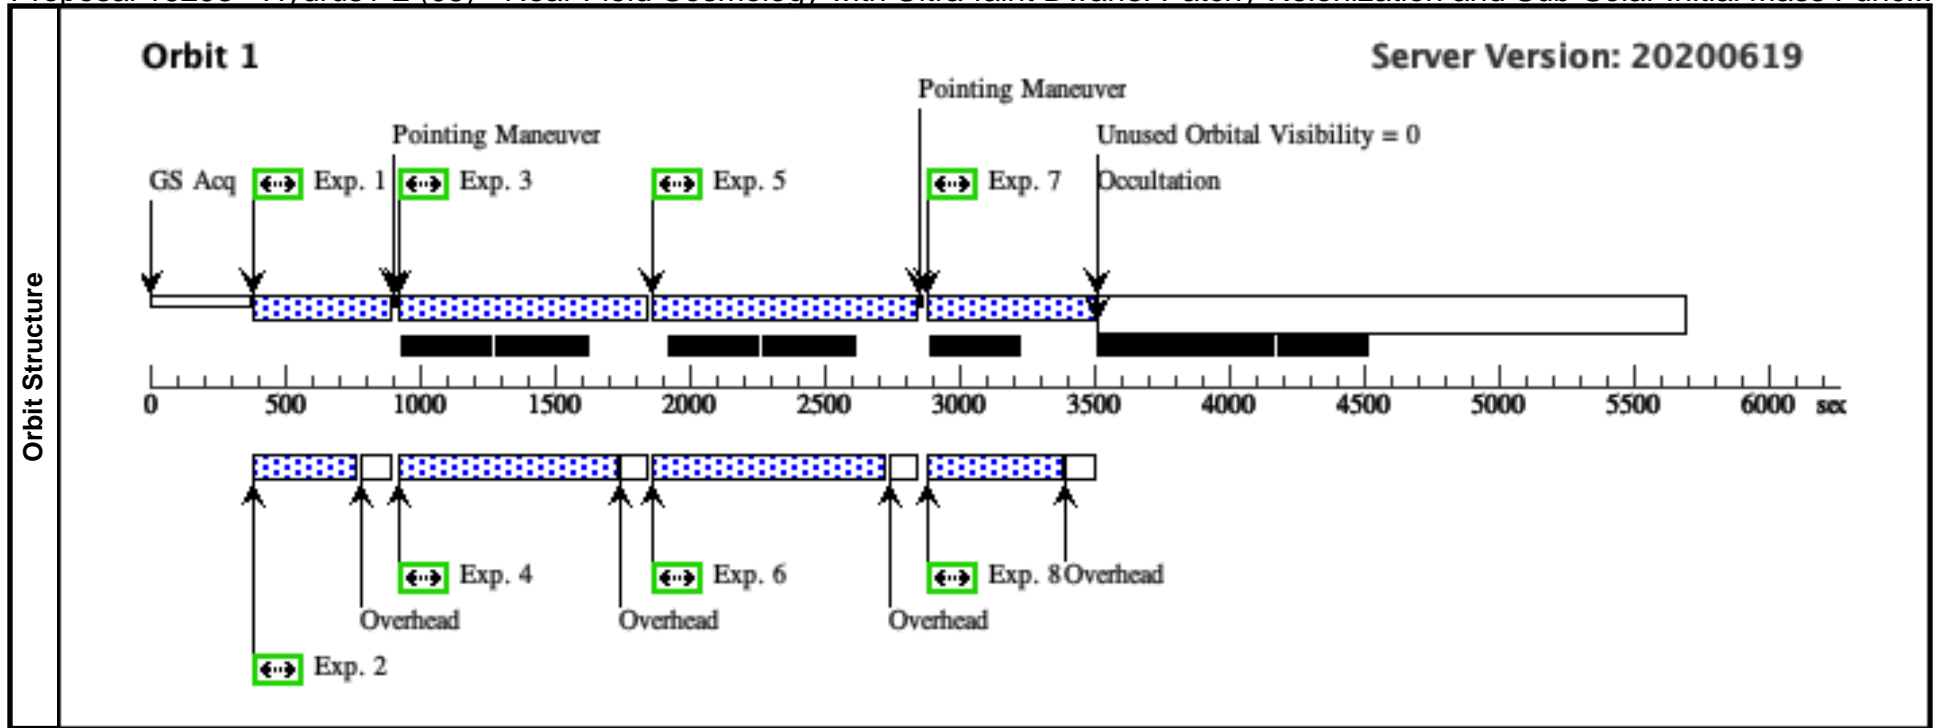 Orbit 1
Server Version: 20200619
Pointing Maneuver
Pointing Maneuver
Unused Orbital Visibility = 0
GS Acq
Exp. 1
Exp. 3
Exp. 5
Exp. 7
Occultation
Orbit Structure
0 500 1000 1500 2000 2500 3000 3500 4000 4500 5000 5500 6000 sec
Exp. 4
Exp. 6
Exp. 8
Overhead
Overhead
Overhead
Overhead
Exp. 2